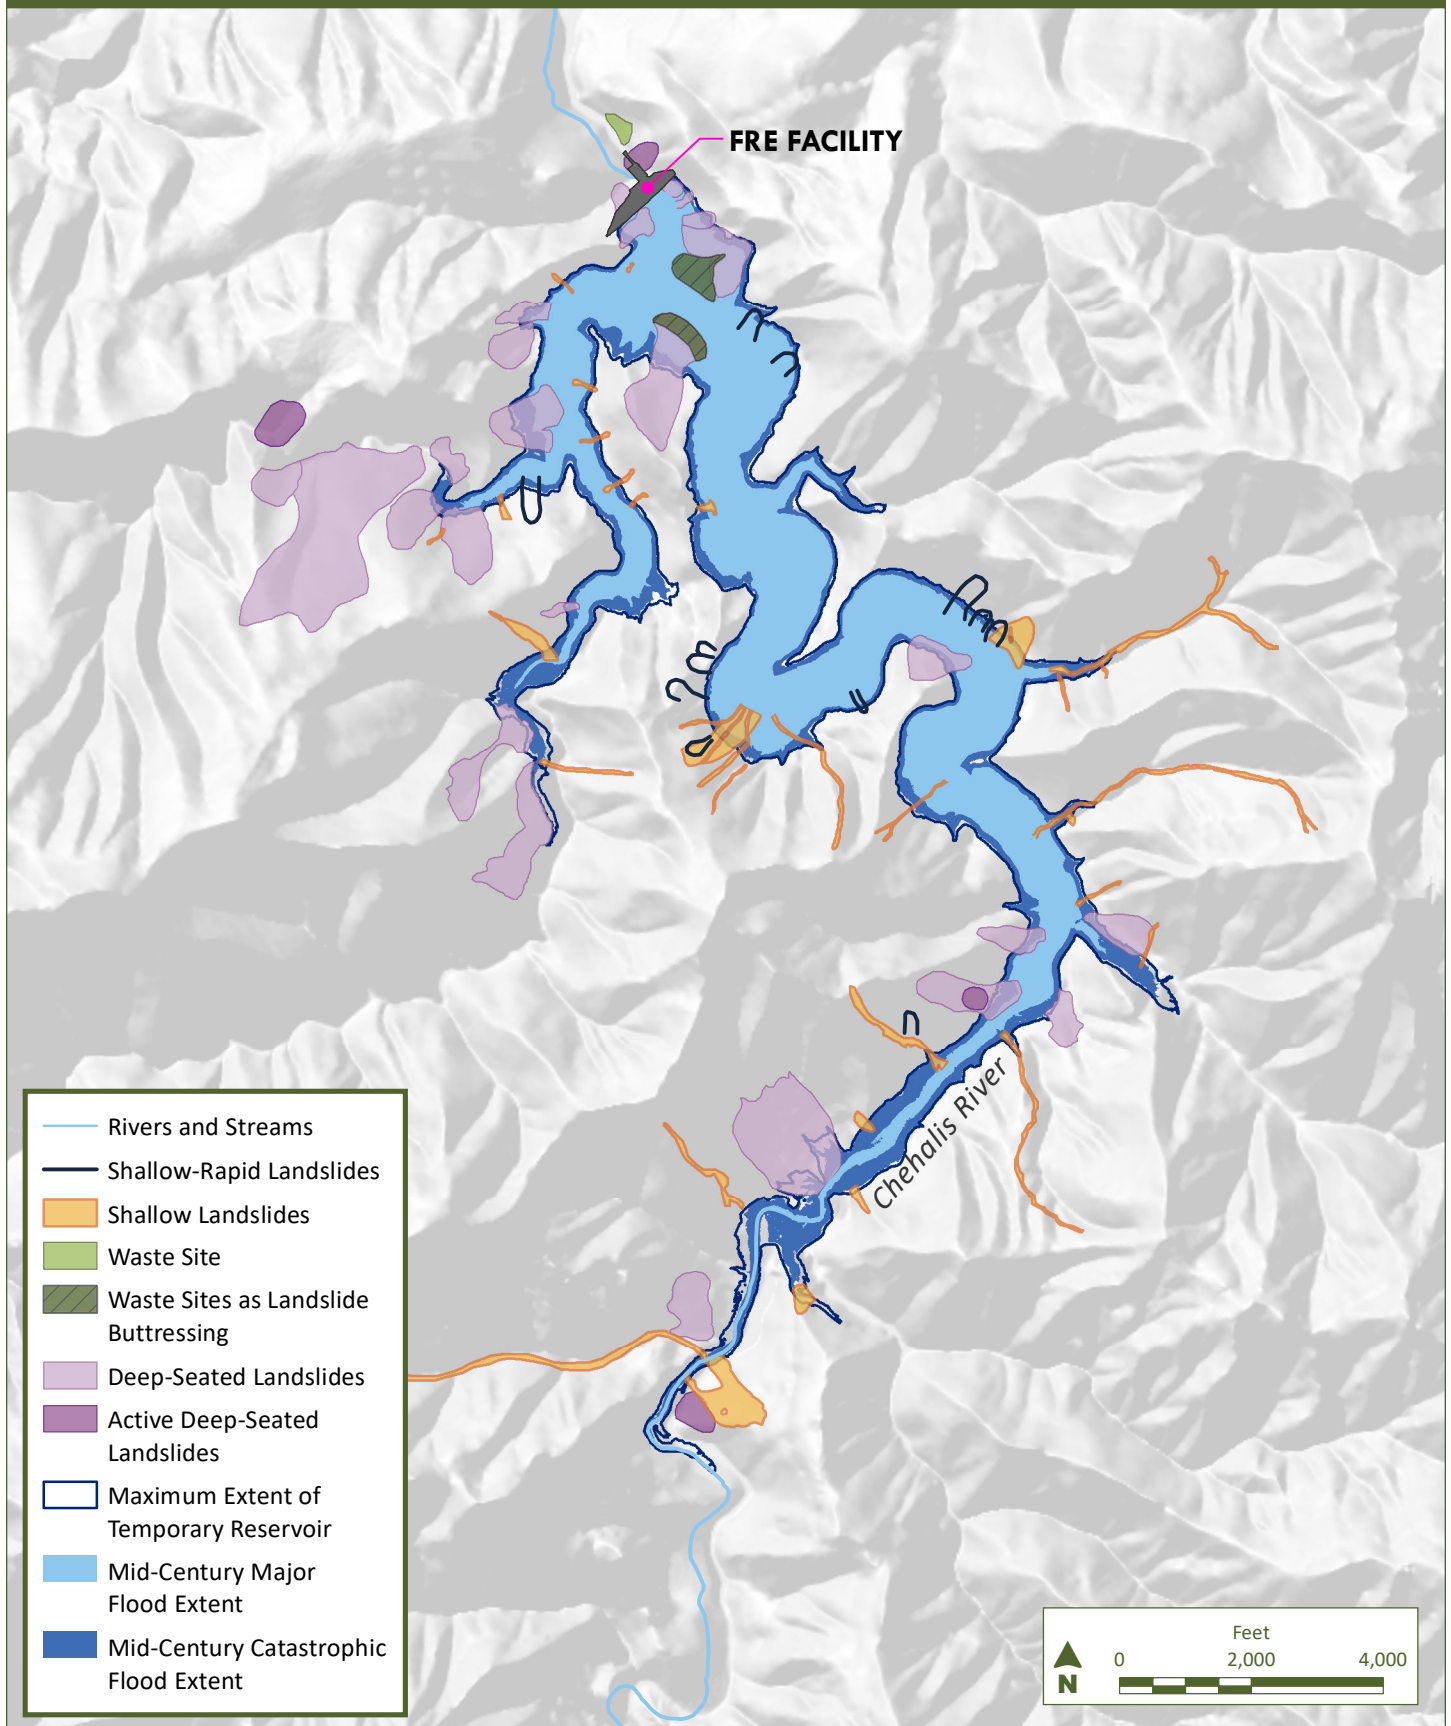 FRE FACILITY
Chehalis River
Rivers and Streams
Shallow-Rapid Landslides
Shallow Landslides
Waste Site
Waste Sites as Landslide
Buttressing
Deep-Seated Landslides
Active Deep-Seated
Landslides
Maximum Extent of
Temporary Reservoir
Mid-Century Major
Flood Extent
Mid-Century Catastrophic
Flood Extent
Feet
0 2,000 4,000
N